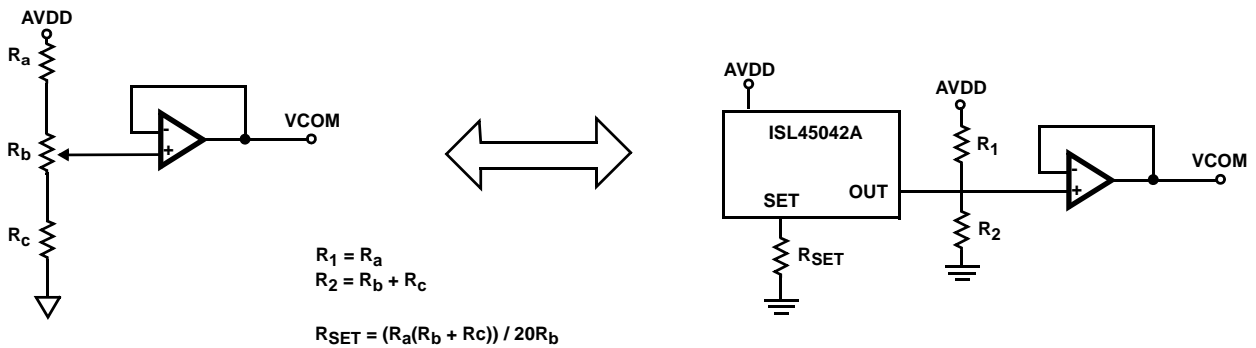 AVDD
Ra
Rb
Rc
-
+
VCOM
R1 = Ra
R2 = Rb + Rc
RSET = (Ra(Rb + Rc)) / 20Rb
AVDD
ISL45042A
SET
OUT
RSET
AVDD
R1
R2
-
+
VCOM